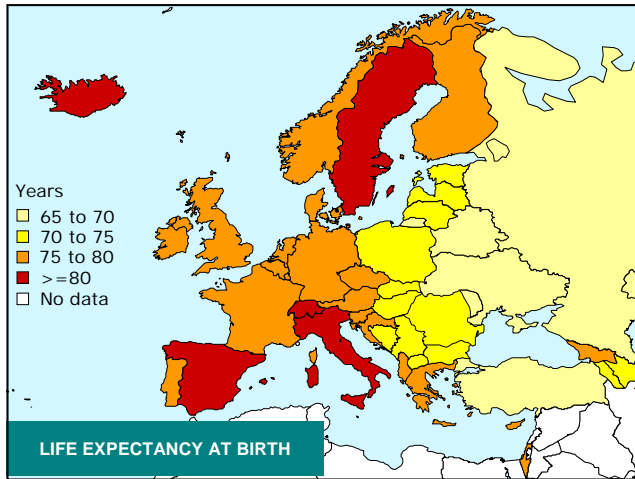 Years
65 to 70
70 to 75
75 to 80
>=80
No data
LIFE EXPECTANCY AT BIRTH